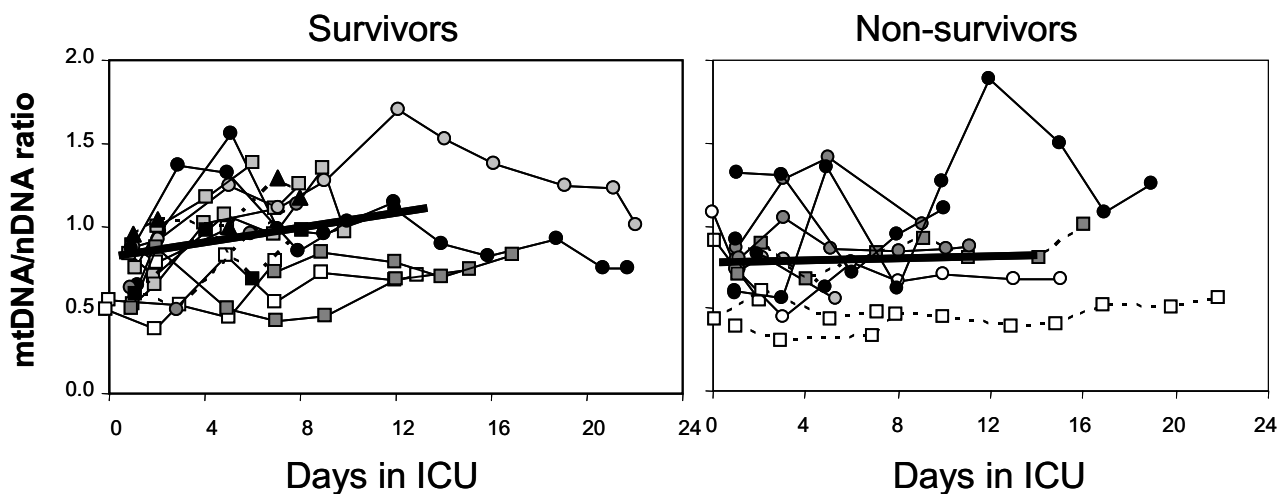 Survivors
Non-survivors
mtDNA/nDNA ratio
2.0
1.5
1.0
0.5
0.0
0 4 8 12 16 20 24
0 4 8 12 16 20 24
Days in ICU
Days in ICU